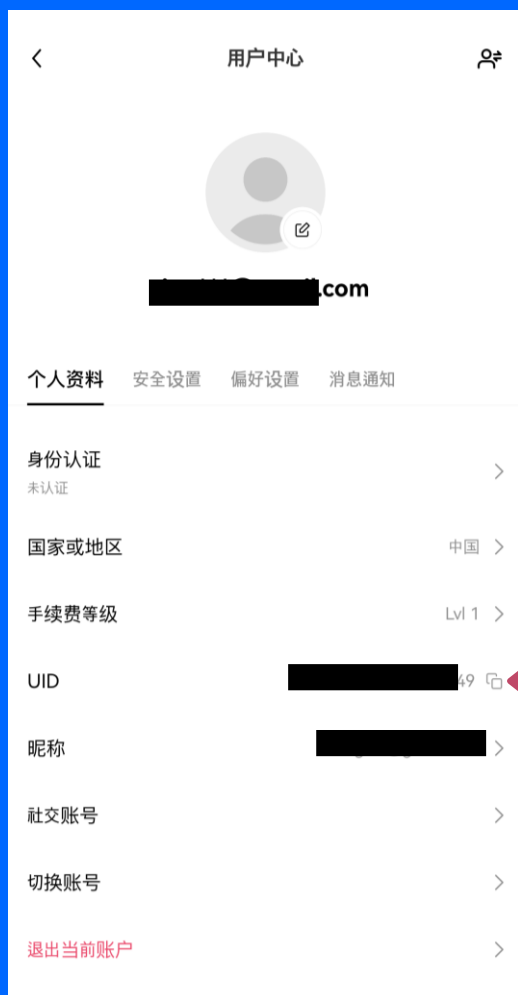 用户中心
.com
个人资料 安全设置 偏好设置 消息通知
身份认证
未认证
国家或地区 中国
手续费等级 Lvl 1
UID 49
昵称
社交账号
切换账号
退出当前账户